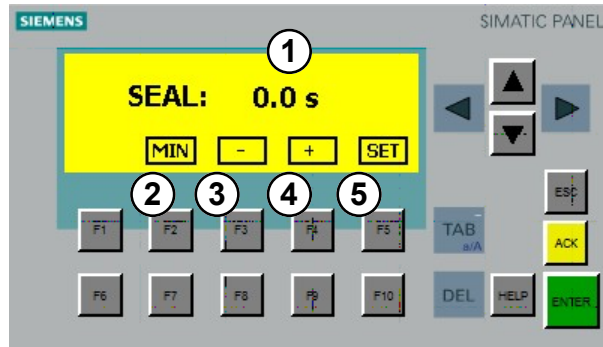 SIEMENS
SIMATIC PANEL
1
SEAL: 0.0 s
MIN - + SET
2 3 4 5
ESC
F1 F2 F3 F4 F5 TAB
a/A
ACK
F6 F7 F8 F9 F10 DEL HELP ENTER